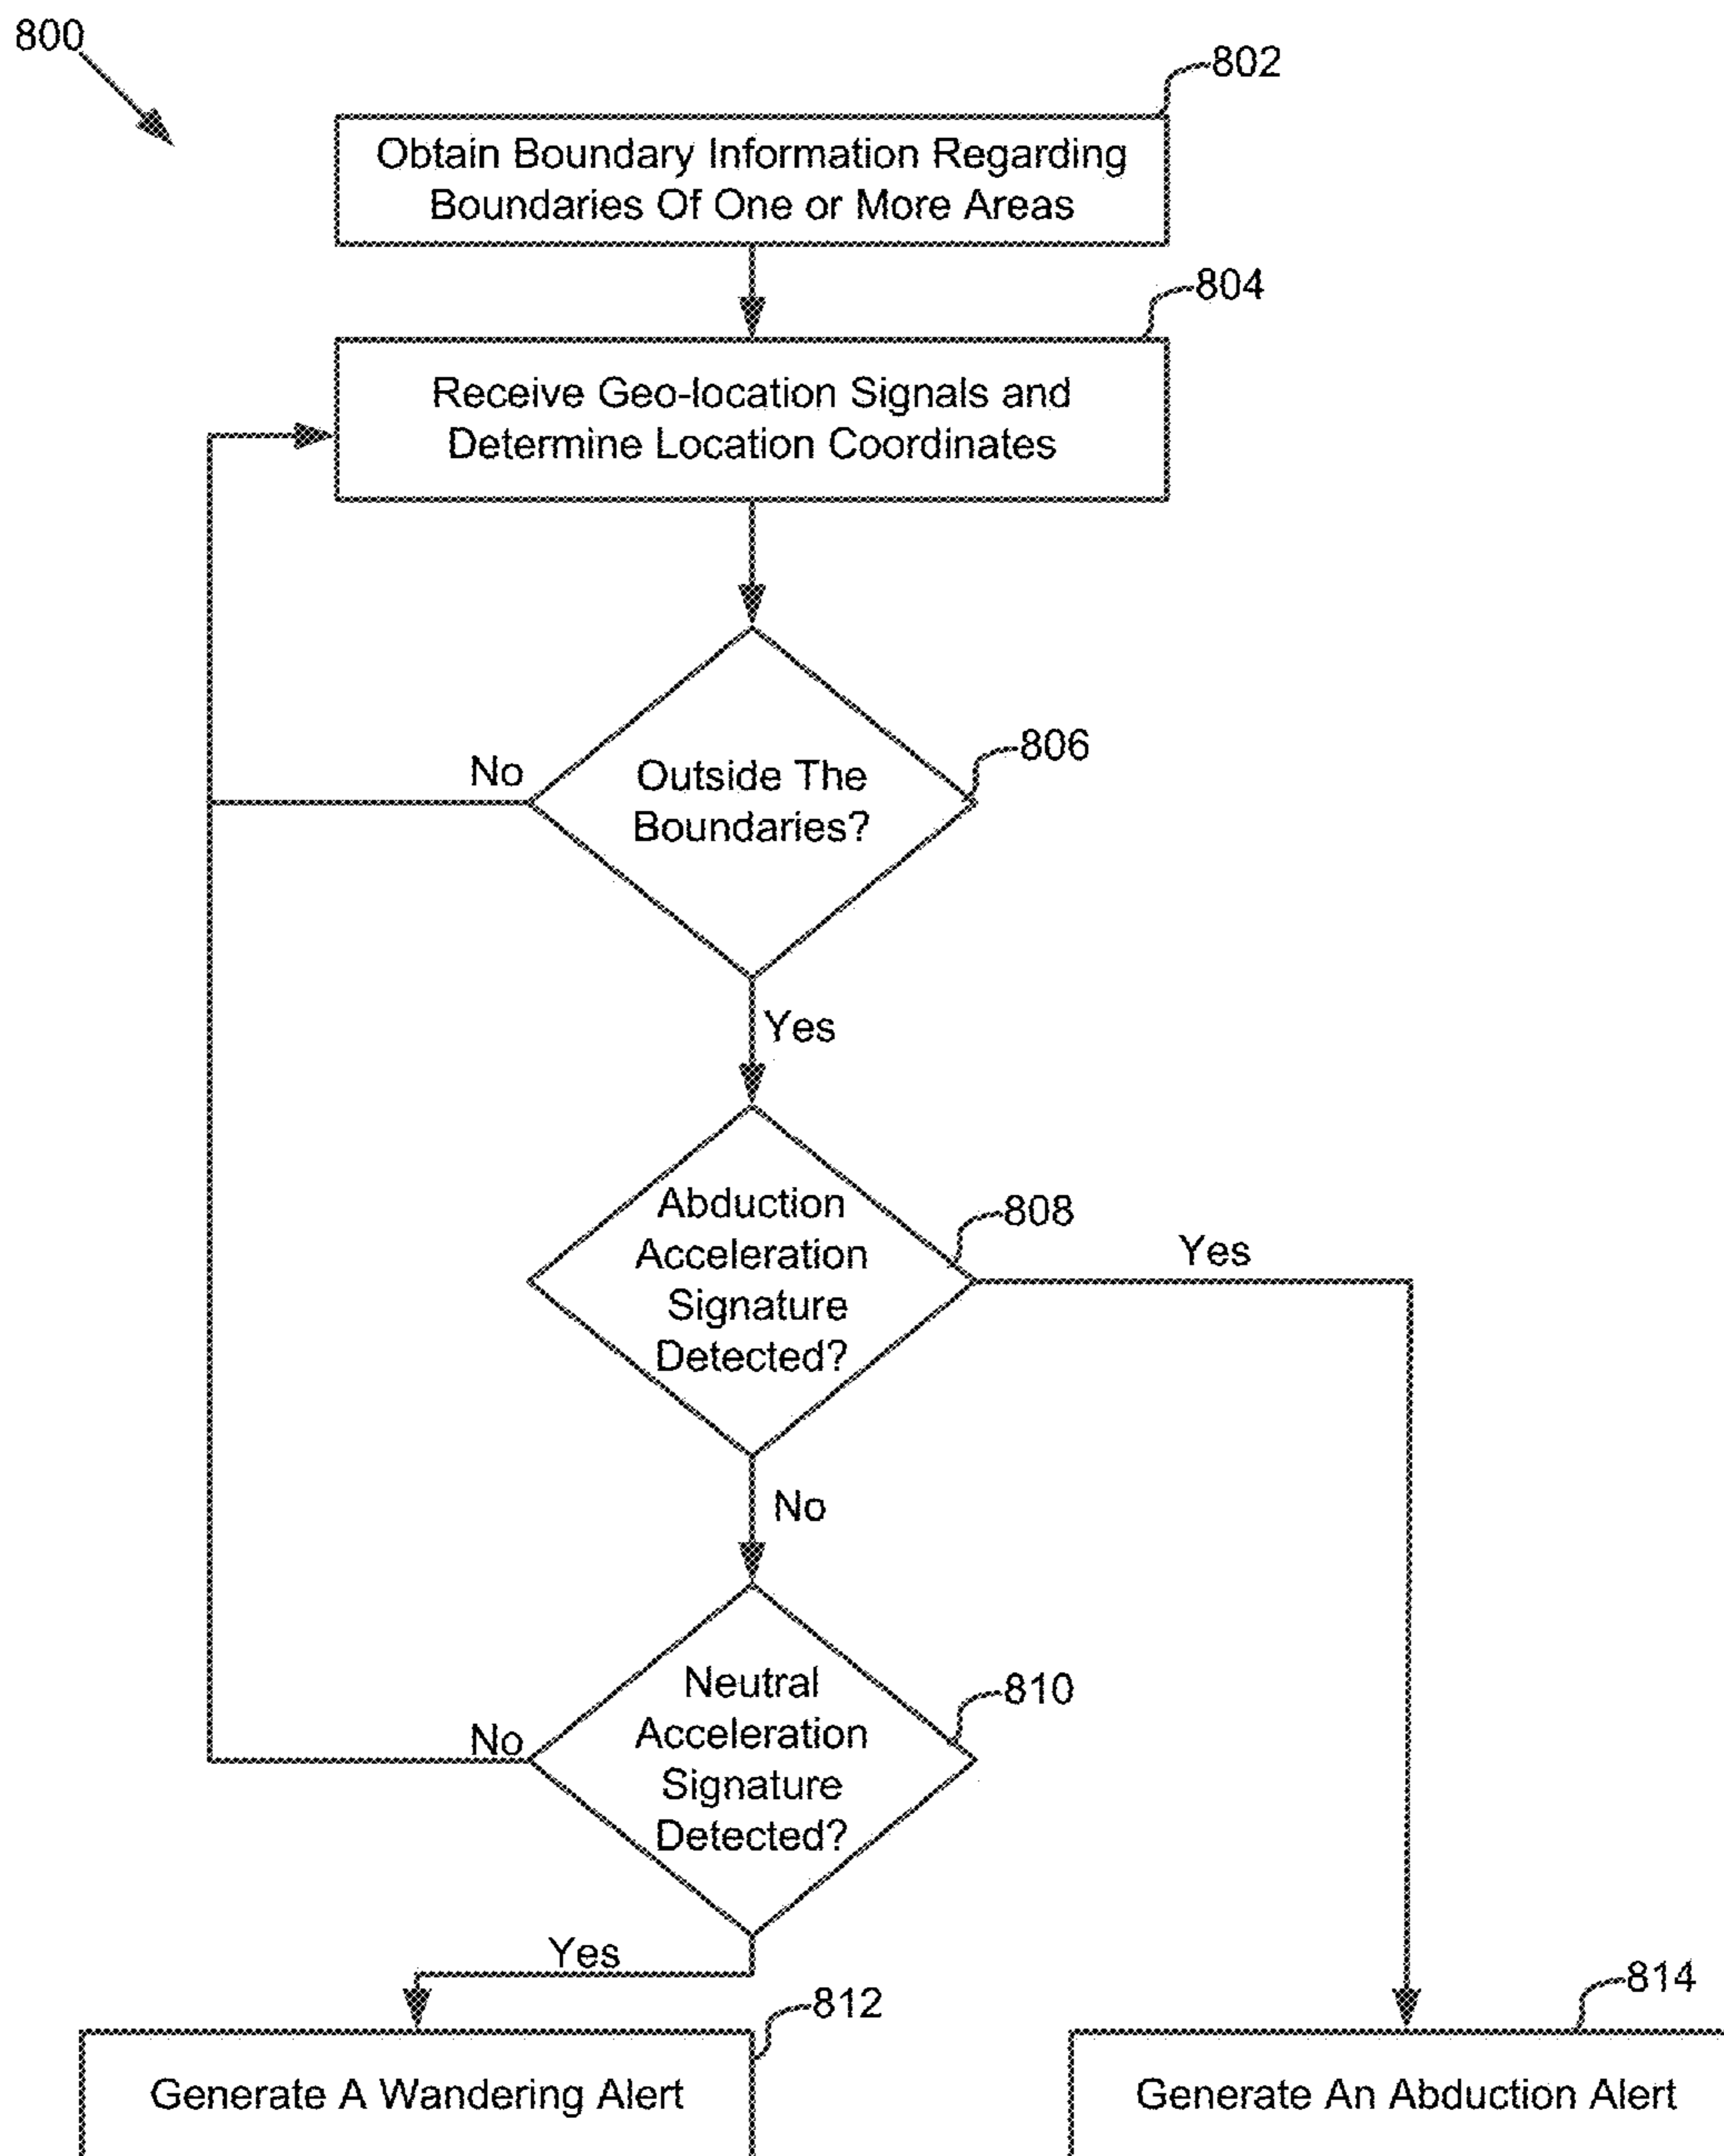 800
802
Obtain Boundary Information Regarding
Boundaries Of One or More Areas
804
Receive Geo-location Signals and
Determine Location Coordinates
806
No
Outside The
Boundaries?
Yes
808
Abduction
Acceleration
Signature
Detected?
Yes
No
810
Neutral
Acceleration
Signature
Detected?
No
Yes
812
814
Generate A Wandering Alert
Generate An Abduction Alert